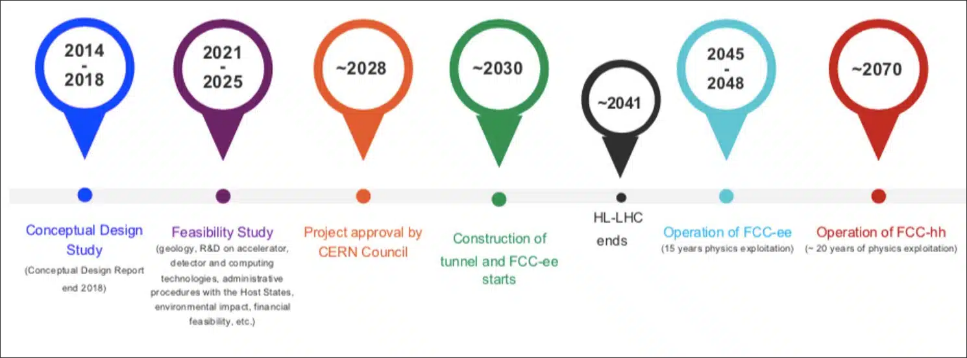 2014
-
2018
2021
-
2025
~2028
~2030
~2041
2045
-
2048
~2070
Conceptual Design
Study
(Conceptual Design Report
end 2018)
Feasibility Study
(geology, R&D on accelerator,
detector and computing
technologies, administrative
procedures with the Host States,
environmental impact, financial
feasibility, etc.)
Project approval by
CERN Council
Construction of
tunnel and FCC-ee
starts
HL-LHC
ends
Operation of FCC-ee
(15 years physics exploitation)
Operation of FCC-hh
(~ 20 years of physics exploitation)